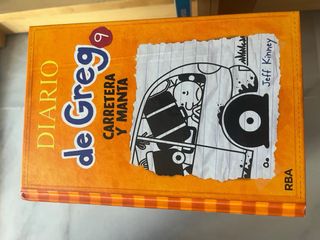 DIARIO
de Greg 9
CARRETERA
Y MANTA
Jeff Kinney
RBA